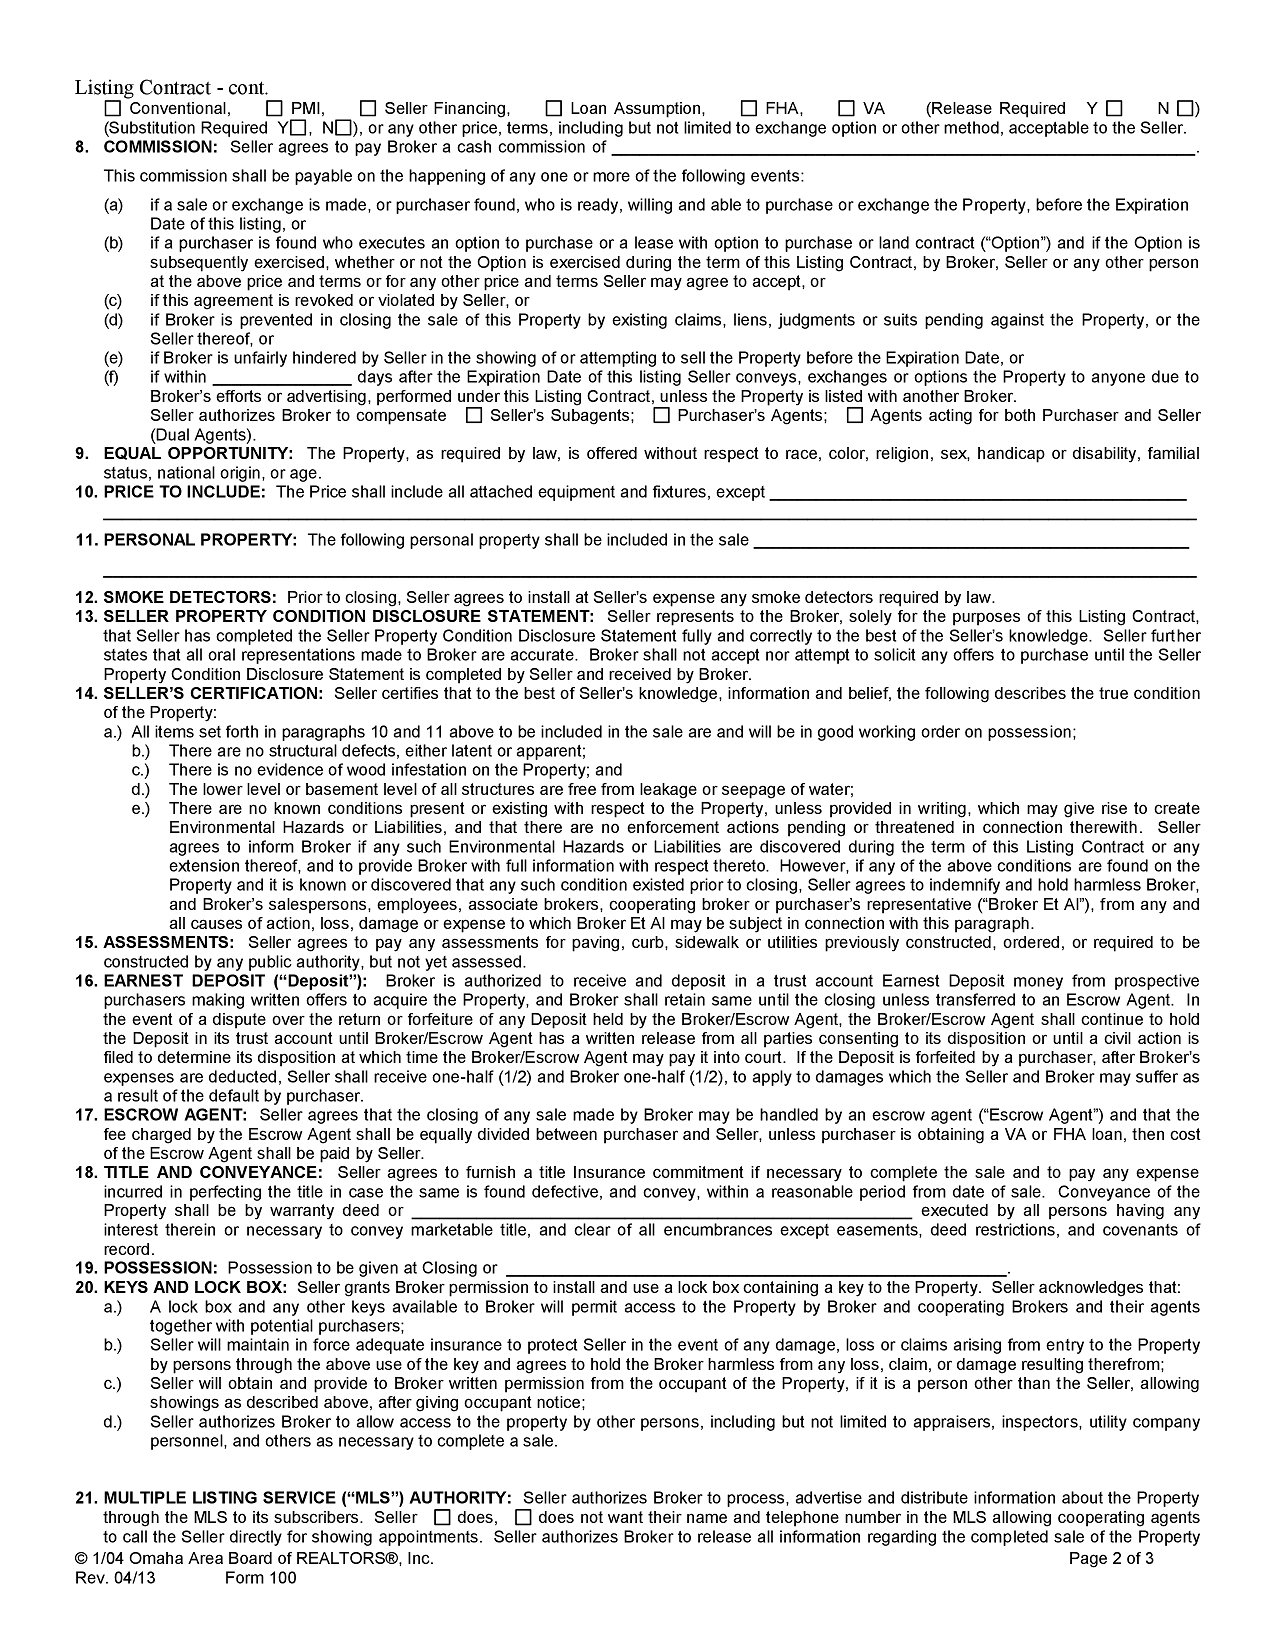 Listing Contract - cont.
☐ Conventional, ☐ PMI, ☐ Seller Financing, ☐ Loan Assumption, ☐ FHA, ☐ VA (Release Required Y ☐ N ☐)
(Substitution Required Y☐, N☐), or any other price, terms, including but not limited to exchange option or other method, acceptable to the Seller.
8. COMMISSION: Seller agrees to pay Broker a cash commission of ____________________.
This commission shall be payable on the happening of any one or more of the following events:
(a) if a sale or exchange is made, or purchaser found, who is ready, willing and able to purchase or exchange the Property, before the Expiration
Date of this listing, or
(b) if a purchaser is found who executes an option to purchase or a lease with option to purchase or land contract (“Option”) and if the Option is
subsequently exercised, whether or not the Option is exercised during the term of this Listing Contract, by Broker, Seller or any other person
at the above price and terms or for any other price and terms Seller may agree to accept, or
(c) if this agreement is revoked or violated by Seller, or
(d) if Broker is prevented in closing the sale of this Property by existing claims, liens, judgments or suits pending against the Property, or the
Seller thereof, or
(e) if Broker is unfairly hindered by Seller in the showing of or attempting to sell the Property before the Expiration Date, or
(f) if within _______________ days after the Expiration Date of this listing Seller conveys, exchanges or options the Property to anyone due to
Broker’s efforts or advertising, performed under this Listing Contract, unless the Property is listed with another Broker.
Seller authorizes Broker to compensate ☐ Seller’s Subagents; ☐ Purchaser’s Agents; ☐ Agents acting for both Purchaser and Seller
(Dual Agents).
9. EQUAL OPPORTUNITY: The Property, as required by law, is offered without respect to race, color, religion, sex, handicap or disability, familial
status, national origin, or age.
10. PRICE TO INCLUDE: The Price shall include all attached equipment and fixtures, except ____________________
____________________
11. PERSONAL PROPERTY: The following personal property shall be included in the sale ____________________
____________________
12. SMOKE DETECTORS: Prior to closing, Seller agrees to install at Seller’s expense any smoke detectors required by law.
13. SELLER PROPERTY CONDITION DISCLOSURE STATEMENT: Seller represents to the Broker, solely for the purposes of this Listing Contract,
that Seller has completed the Seller Property Condition Disclosure Statement fully and correctly to the best of the Seller’s knowledge. Seller further
states that all oral representations made to Broker are accurate. Broker shall not accept nor attempt to solicit any offers to purchase until the Seller
Property Condition Disclosure Statement is completed by Seller and received by Broker.
14. SELLER’S CERTIFICATION: Seller certifies that to the best of Seller’s knowledge, information and belief, the following describes the true condition
of the Property:
a.) All items set forth in paragraphs 10 and 11 above to be included in the sale are and will be in good working order on possession;
b.) There are no structural defects, either latent or apparent;
c.) There is no evidence of wood infestation on the Property; and
d.) The lower level or basement level of all structures are free from leakage or seepage of water;
e.) There are no known conditions present or existing with respect to the Property, unless provided in writing, which may give rise to create
Environmental Hazards or Liabilities, and that there are no enforcement actions pending or threatened in connection therewith. Seller
agrees to inform Broker if any such Environmental Hazards or Liabilities are discovered during the term of this Listing Contract or any
extension thereof, and to provide Broker with full information with respect thereto. However, if any of the above conditions are found on the
Property and it is known or discovered that any such condition existed prior to closing, Seller agrees to indemnify and hold harmless Broker,
and Broker’s salespersons, employees, associate brokers, cooperating broker or purchaser’s representative (“Broker Et Al”), from any and
all causes of action, loss, damage or expense to which Broker Et Al may be subject in connection with this paragraph.
15. ASSESSMENTS: Seller agrees to pay any assessments for paving, curb, sidewalk or utilities previously constructed, ordered, or required to be
constructed by any public authority, but not yet assessed.
16. EARNEST DEPOSIT (“Deposit”): Broker is authorized to receive and deposit in a trust account Earnest Deposit money from prospective
purchasers making written offers to acquire the Property, and Broker shall retain same until the closing unless transferred to an Escrow Agent. In
the event of a dispute over the return or forfeiture of any Deposit held by the Broker/Escrow Agent, the Broker/Escrow Agent shall continue to hold
the Deposit in its trust account until Broker/Escrow Agent has a written release from all parties consenting to its disposition or until a civil action is
filed to determine its disposition at which time the Broker/Escrow Agent may pay it into court. If the Deposit is forfeited by a purchaser, after Broker’s
expenses are deducted, Seller shall receive one-half (1/2) and Broker one-half (1/2), to apply to damages which the Seller and Broker may suffer as
a result of the default by purchaser.
17. ESCROW AGENT: Seller agrees that the closing of any sale made by Broker may be handled by an escrow agent (“Escrow Agent”) and that the
fee charged by the Escrow Agent shall be equally divided between purchaser and Seller, unless purchaser is obtaining a VA or FHA loan, then cost
of the Escrow Agent shall be paid by Seller.
18. TITLE AND CONVEYANCE: Seller agrees to furnish a title Insurance commitment if necessary to complete the sale and to pay any expense
incurred in perfecting the title in case the same is found defective, and convey, within a reasonable period from date of sale. Conveyance of the
Property shall be by warranty deed or ____________________ executed by all persons having any
interest therein or necessary to convey marketable title, and clear of all encumbrances except easements, deed restrictions, and covenants of
record.
19. POSSESSION: Possession to be given at Closing or ____________________.
20. KEYS AND LOCK BOX: Seller grants Broker permission to install and use a lock box containing a key to the Property. Seller acknowledges that:
a.) A lock box and any other keys available to Broker will permit access to the Property by Broker and cooperating Brokers and their agents
together with potential purchasers;
b.) Seller will maintain in force adequate insurance to protect Seller in the event of any damage, loss or claims arising from entry to the Property
by persons through the above use of the key and agrees to hold the Broker harmless from any loss, claim, or damage resulting therefrom;
c.) Seller will obtain and provide to Broker written permission from the occupant of the Property, if it is a person other than the Seller, allowing
showings as described above, after giving occupant notice;
d.) Seller authorizes Broker to allow access to the property by other persons, including but not limited to appraisers, inspectors, utility company
personnel, and others as necessary to complete a sale.
21. MULTIPLE LISTING SERVICE (“MLS”) AUTHORITY: Seller authorizes Broker to process, advertise and distribute information about the Property
through the MLS to its subscribers. Seller ☐ does, ☐ does not want their name and telephone number in the MLS allowing cooperating agents
to call the Seller directly for showing appointments. Seller authorizes Broker to release all information regarding the completed sale of the Property
© 1/04 Omaha Area Board of REALTORS®, Inc. Page 2 of 3
Rev. 04/13 Form 100